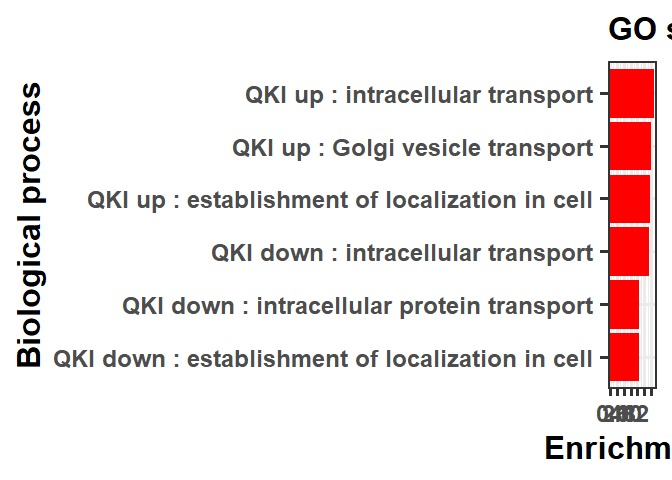 GO
Biological process
QKI up : intracellular transport
QKI up : Golgi vesicle transport
QKI up : establishment of localization in cell
QKI down : intracellular transport
QKI down : intracellular protein transport
QKI down : establishment of localization in cell
Enrichm